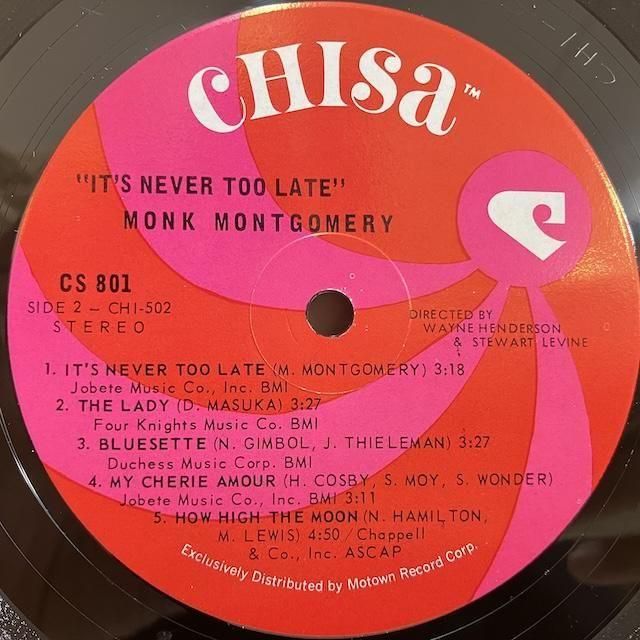 CHISa™
"IT'S NEVER TOO LATE"
MONK MONTGOMERY
CS 801
SIDE 2 – CHI-502
STEREO
DIRECTED BY
WAYNE HENDERSON
& STEWART LEVINE
1. IT'S NEVER TOO LATE (M. MONTGOMERY) 3:18
Jobete Music Co., Inc. BMI
2. THE LADY (D. MASUKA) 3:27
Four Knights Music Co. BMI
3. BLUESETTE (N. GIMBOL, J. THIELEMAN) 3:27
Duchess Music Corp. BMI
4. MY CHERIE AMOUR (H. COSBY, S. MOY, S. WONDER)
Jobete Music Co., Inc. BMI 3:11
5. HOW HIGH THE MOON (N. HAMILTON,
M. LEWIS) 4:50/Chappell
& Co., Inc. ASCAP
Exclusively Distributed by Motown Record Corp.